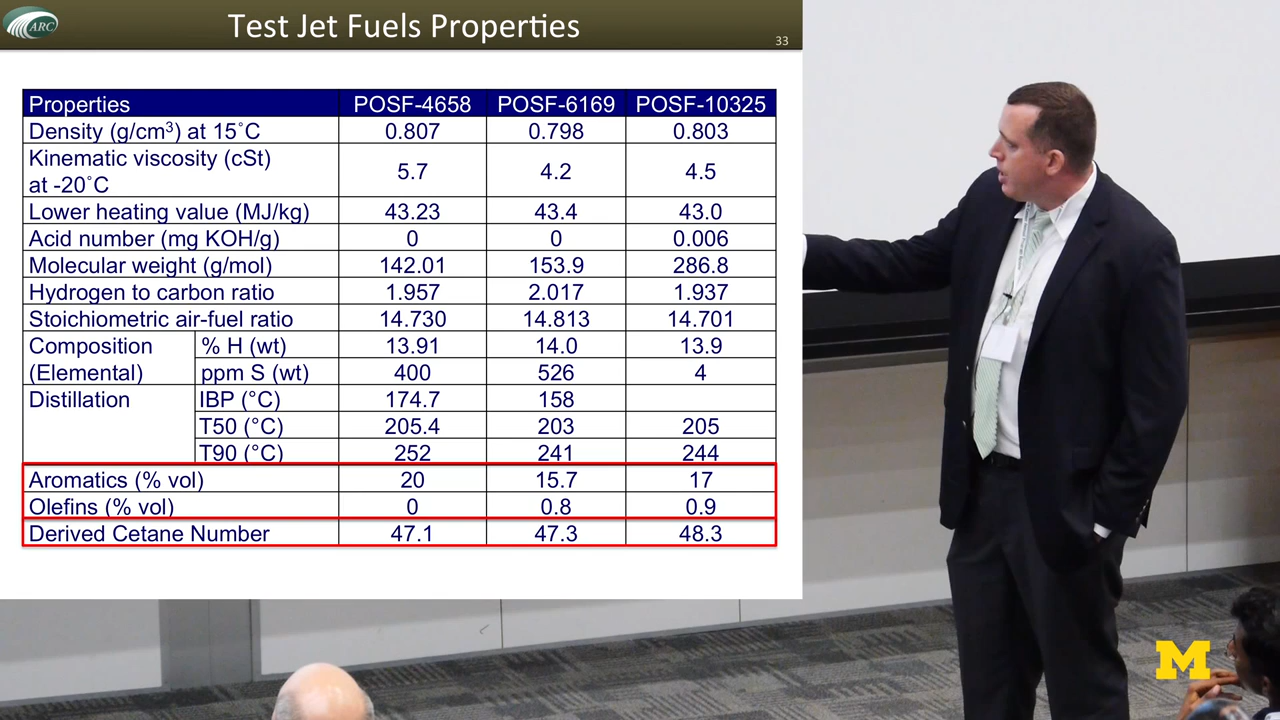 ARC
Test Jet Fuels Properties
33
Properties POSF-4658 POSF-6169 POSF-10325
Density (g/cm³) at 15˚C 0.807 0.798 0.803
Kinematic viscosity (cSt)
at -20˚C 5.7 4.2 4.5
Lower heating value (MJ/kg) 43.23 43.4 43.0
Acid number (mg KOH/g) 0 0 0.006
Molecular weight (g/mol) 142.01 153.9 286.8
Hydrogen to carbon ratio 1.957 2.017 1.937
Stoichiometric air-fuel ratio 14.730 14.813 14.701
Composition % H (wt) 13.91 14.0 13.9
(Elemental) ppm S (wt) 400 526 4
Distillation IBP (°C) 174.7 158
T50 (°C) 205.4 203 205
T90 (°C) 252 241 244
Aromatics (% vol) 20 15.7 17
Olefins (% vol) 0 0.8 0.9
Derived Cetane Number 47.1 47.3 48.3
M